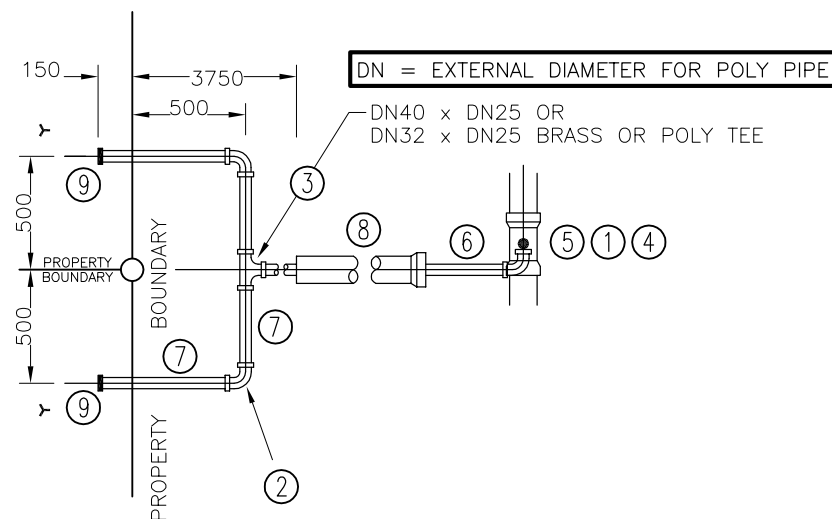 DN = EXTERNAL DIAMETER FOR POLY PIPE
150
3750
500
DN40 x DN25 OR
DN32 x DN25 BRASS OR POLY TEE
Y
9
3
500
8
6
5 1 4
PROPERTY
BOUNDARY
PROPERTY BOUNDARY
500
7
7
Y
9
2